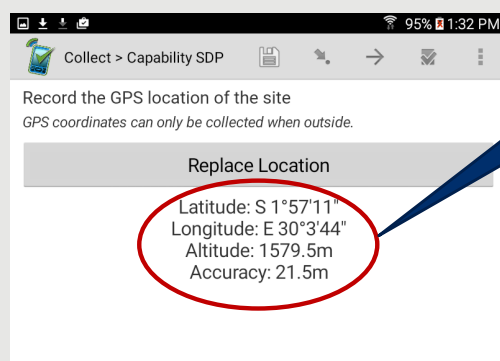 95% 1:32 PM
Collect > Capability SDP
Record the GPS location of the site
GPS coordinates can only be collected when outside.
Replace Location
Latitude: S 1°57'11"
Longitude: E 30°3'44"
Altitude: 1579.5m
Accuracy: 21.5m